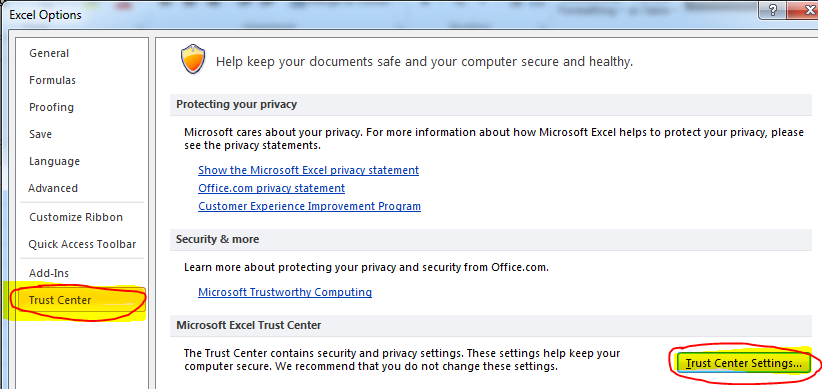 Excel Options
General
Formulas
Proofing
Save
Language
Advanced
Customize Ribbon
Quick Access Toolbar
Add-Ins
Trust Center
Help keep your documents safe and your computer secure and healthy.
Protecting your privacy
Microsoft cares about your privacy. For more information about how Microsoft Excel helps to protect your privacy, please
see the privacy statements.
Show the Microsoft Excel privacy statement
Office.com privacy statement
Customer Experience Improvement Program
Security & more
Learn more about protecting your privacy and security from Office.com.
Microsoft Trustworthy Computing
Microsoft Excel Trust Center
The Trust Center contains security and privacy settings. These settings help keep your
computer secure. We recommend that you do not change these settings.
Trust Center Settings...